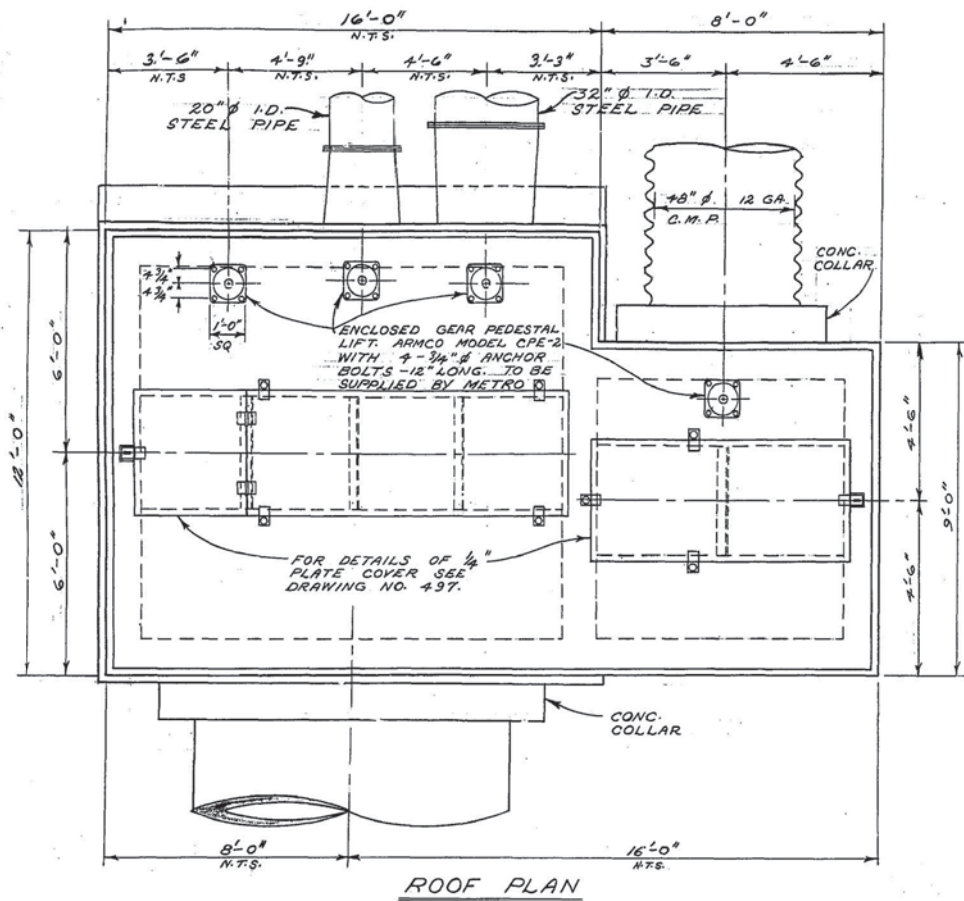 16'-0"
N.T.S.
8'-0"
3'-6"
N.T.S
4'-9"
N.T.S.
4'-6"
N.T.S.
3'-3"
N.T.S.
3'-6"
4'-6"
20" Ø I.D.
STEEL PIPE
32" Ø I.D.
STEEL PIPE
48" Ø 12 GA.
C.M.P.
CONC.
COLLAR
4 3/4"
4 3/4"
1'-0"
SQ
ENCLOSED GEAR PEDESTAL
LIFT. ARMCO MODEL CPE-2
WITH 4 - 3/4" Ø ANCHOR
BOLTS -12" LONG. TO BE
SUPPLIED BY METRO
12'-0"
6'-0"
6'-0"
4'-6"
4'-6"
9'-0"
FOR DETAILS OF 1/4"
PLATE COVER SEE
DRAWING NO. 497.
CONC.
COLLAR
8'-0"
N.T.S.
16'-0"
N.T.S.
ROOF PLAN